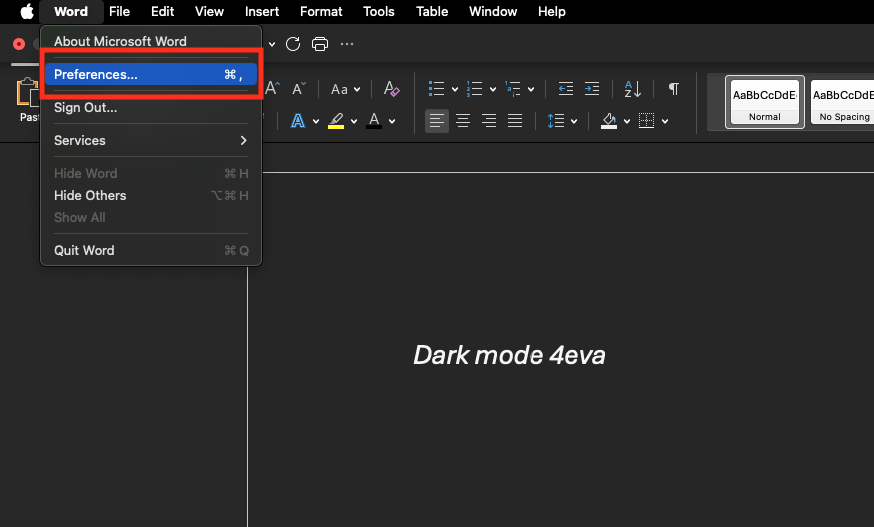 Word File Edit View Insert Format Tools Table Window Help
About Microsoft Word
Preferences... ⌘ ,
Sign Out...
Services
Hide Word ⌘ H
Hide Others ⌥⌘ H
Show All
Quit Word ⌘ Q
Aa
A
A
AaBbCcDdE
AaBbCcDdE
Normal
No Spacing
Dark mode 4eva